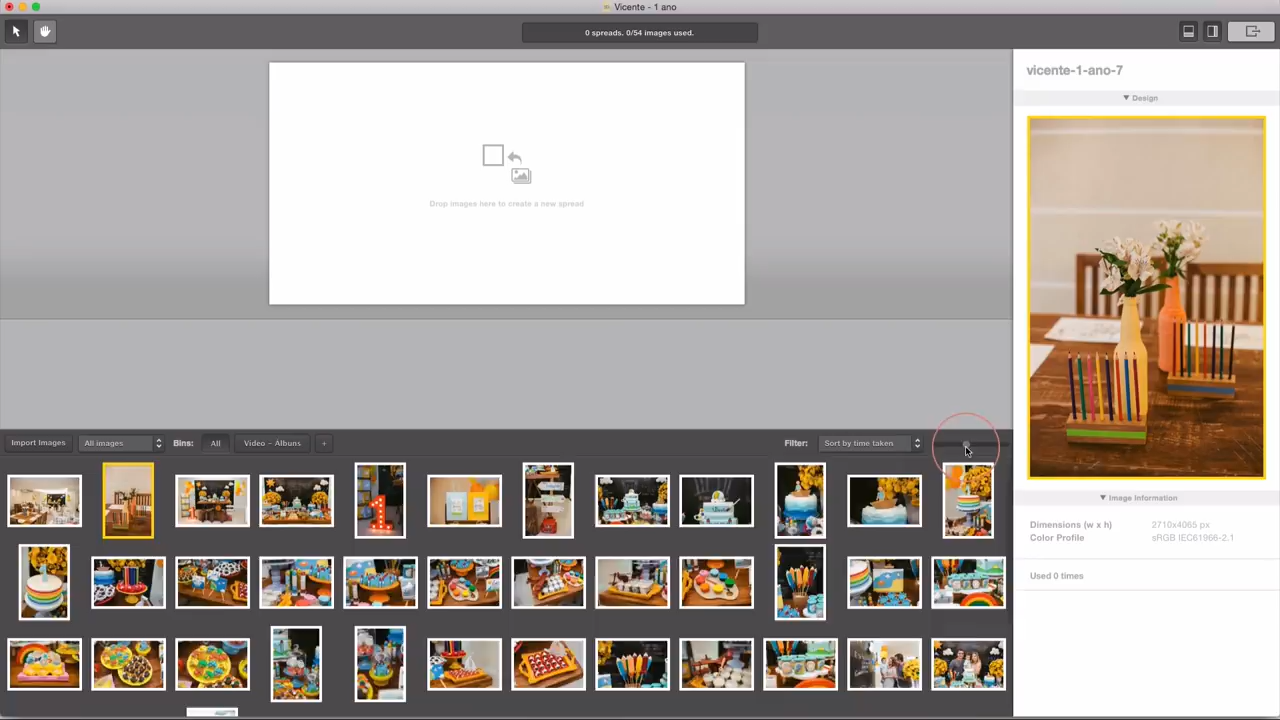 Vicente - 1 ano
0 spreads. 0/54 images used.
vicente-1-ano-7
Design
Drop images here to create a new spread
Import Images
All images
Bins:
All
Video – Álbuns
+
Filter:
Sort by time taken
Image Information
Dimensions (w x h) 2710x4065 px
Color Profile sRGB IEC61966-2.1
Used 0 times